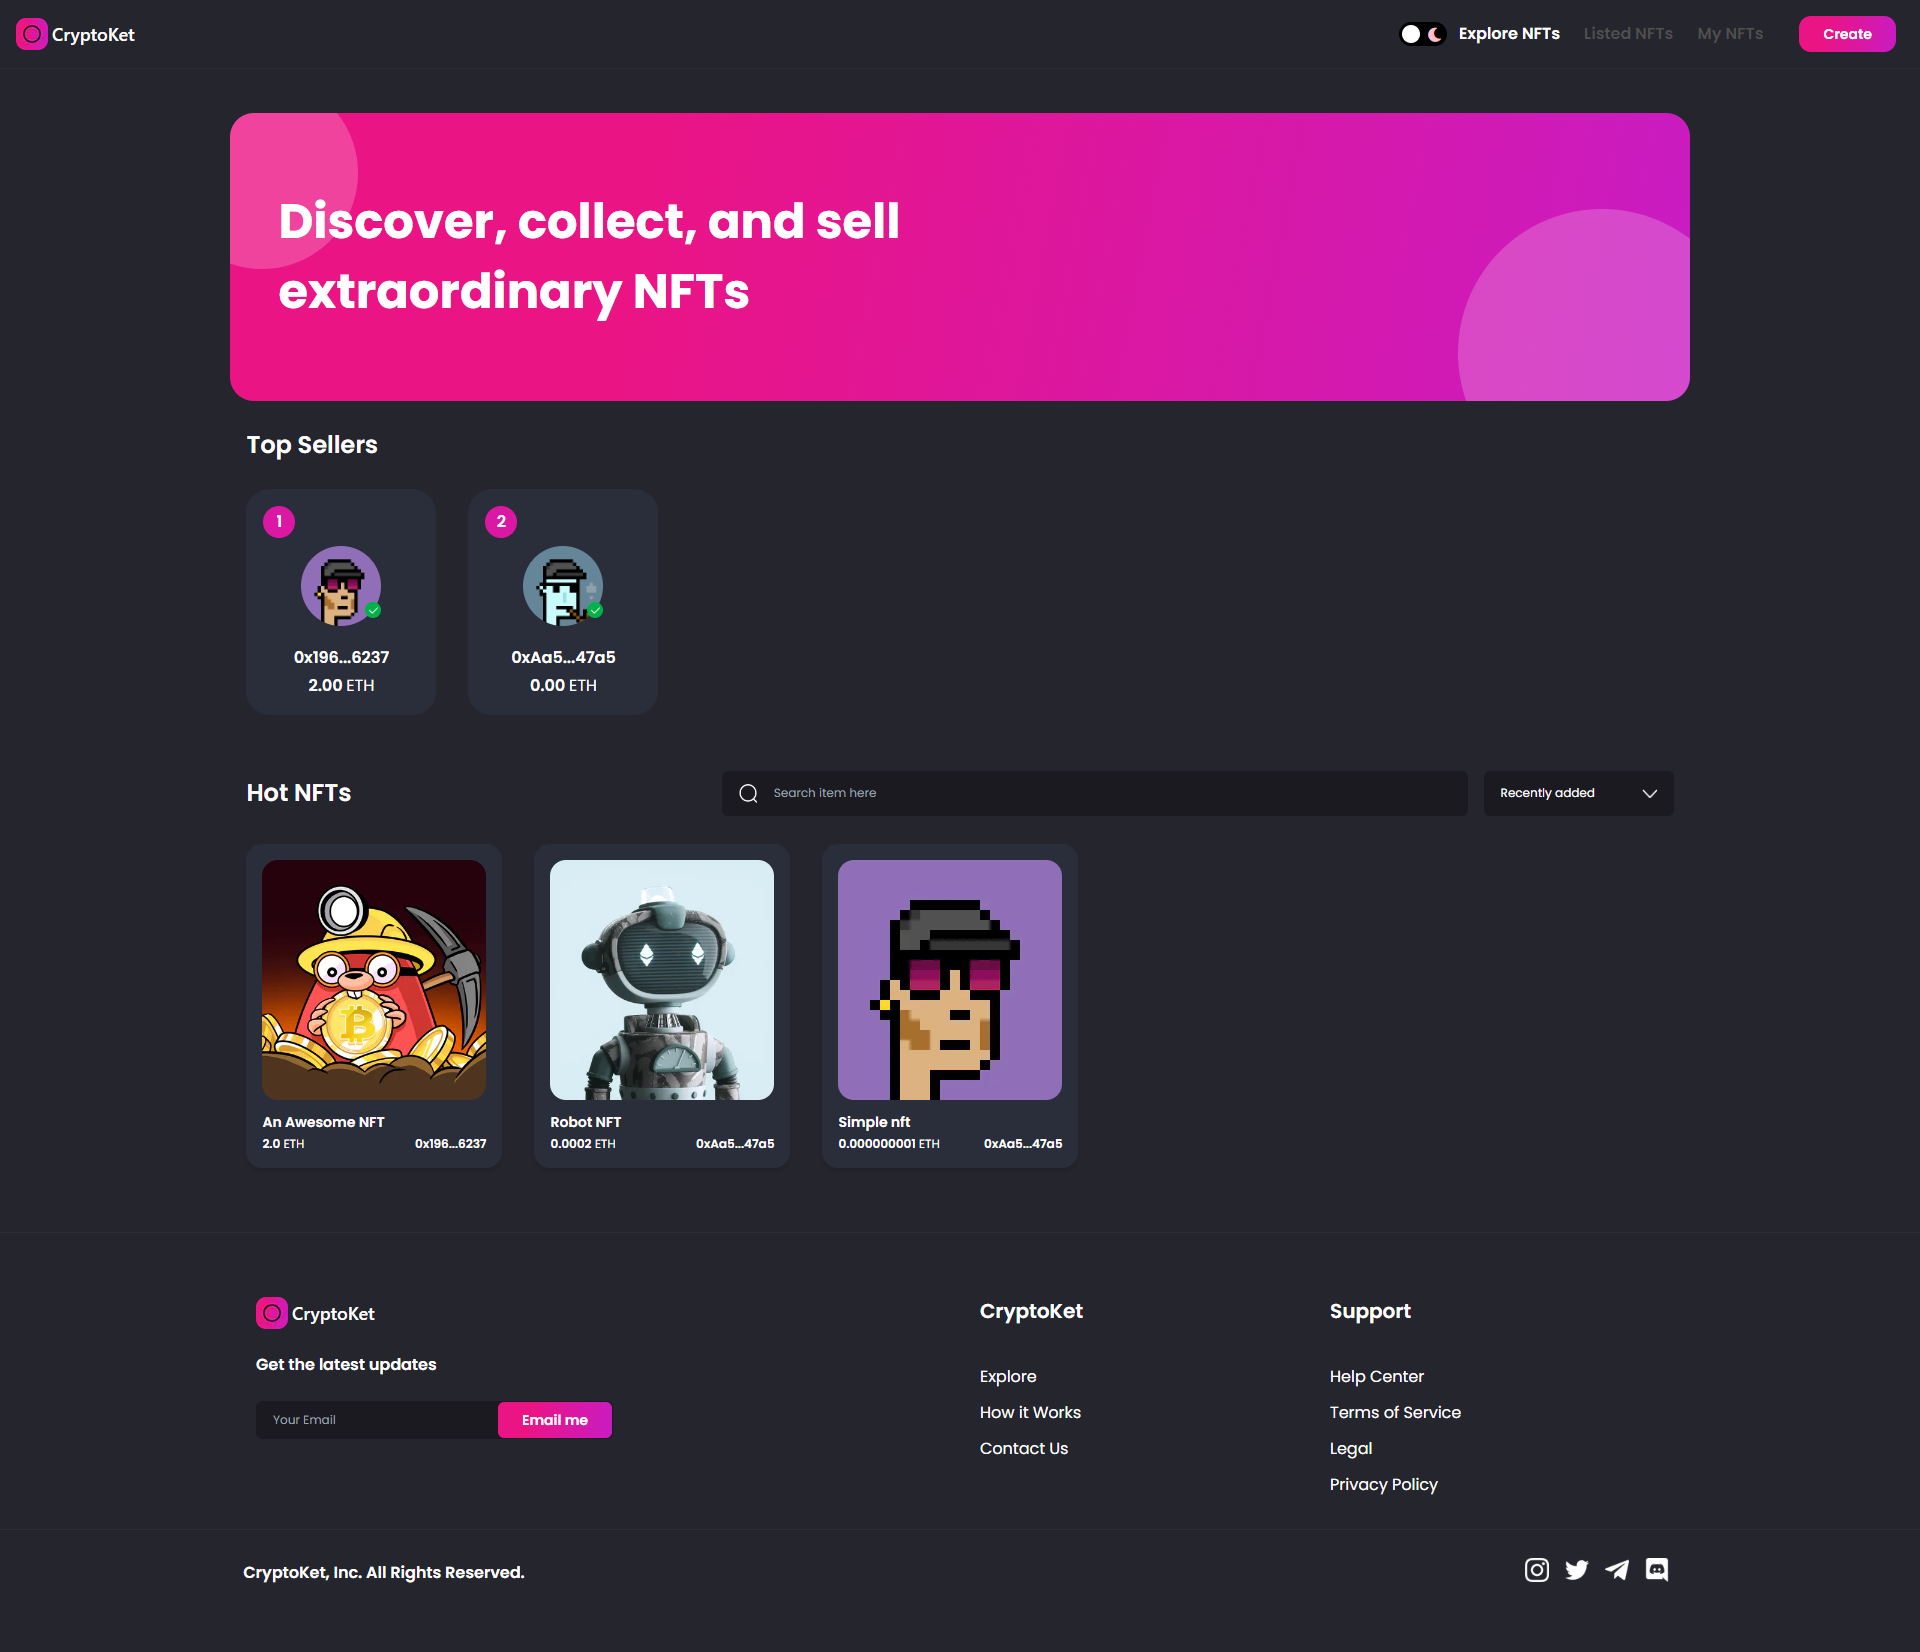 CryptoKet
Explore NFTs
Listed NFTs
My NFTs
Create
Discover, collect, and sell
extraordinary NFTs
Top Sellers
1
0x196...6237
2.00 ETH
2
0xAa5...47a5
0.00 ETH
Hot NFTs
Search item here
Recently added
An Awesome NFT
2.0 ETH
0x196...6237
Robot NFT
0.0002 ETH
0xAa5...47a5
Simple nft
0.000000001 ETH
0xAa5...47a5
CryptoKet
Get the latest updates
Your Email
Email me
CryptoKet
Explore
How it Works
Contact Us
Support
Help Center
Terms of Service
Legal
Privacy Policy
CryptoKet, Inc. All Rights Reserved.